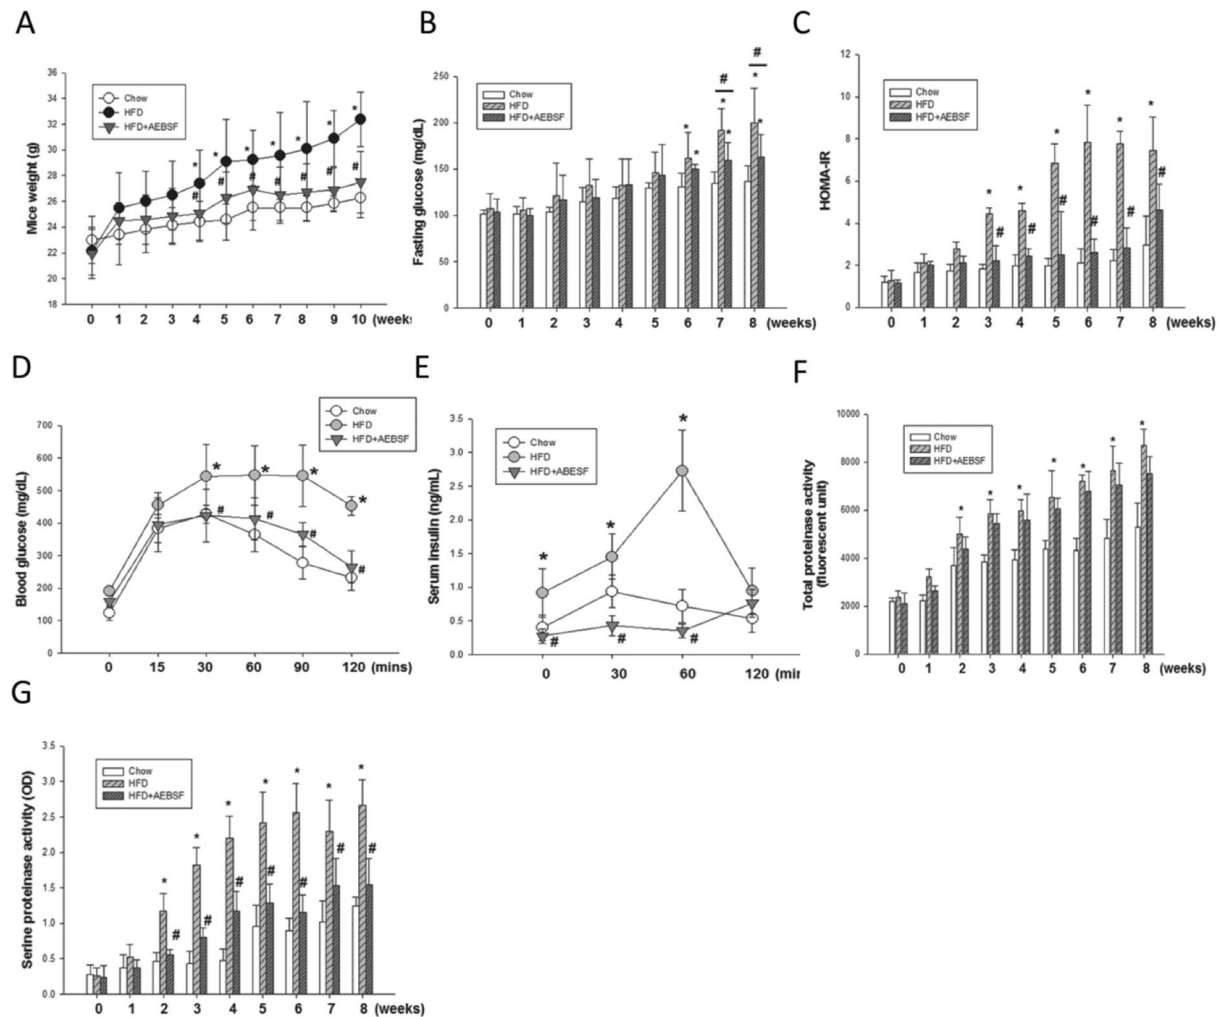 A
Mice weight (g)
36
34
32
30
28
26
24
22
20
18
Chow
HFD
HFD+AEBSF
* * * * * * *
# # # # # # #
0 1 2 3 4 5 6 7 8 9 10 (weeks
B
Fasting glucose (mg/dL)
250
200
150
100
50
0
Chow
HFD
HFD+AEBSF
# #
* * * * * *
0 1 2 3 4 5 6 7 8 (weeks)
C
HOMA-IR
12
10
8
6
4
2
0
Chow
HFD
HFD+AEBSF
* * * * * *
# # # # # #
0 1 2 3 4 5 6 7 8 (weeks)
D
Blood glucose (mg/dL)
700
600
500
400
300
200
100
0
Chow
HFD
HFD+AEBSF
* * * *
# # # #
0 15 30 60 90 120 (mins)
E
Serum insulin (ng/mL)
3.5
3.0
2.5
2.0
1.5
1.0
0.5
0.0
Chow
HFD
HFD+ABESF
* * *
# # #
0 30 60 120 (min
F
Total proteinase activity
(fluorescent unit)
10000
8000
6000
4000
2000
0
Chow
HFD
HFD+AEBSF
* * * * * * *
0 1 2 3 4 5 6 7 8 (weeks)
G
Serine proteinase activity (OD)
3.5
3.0
2.5
2.0
1.5
1.0
0.5
0.0
Chow
HFD
HFD+AEBSF
* * * * * * *
# # # # # # #
0 1 2 3 4 5 6 7 8 (weeks)